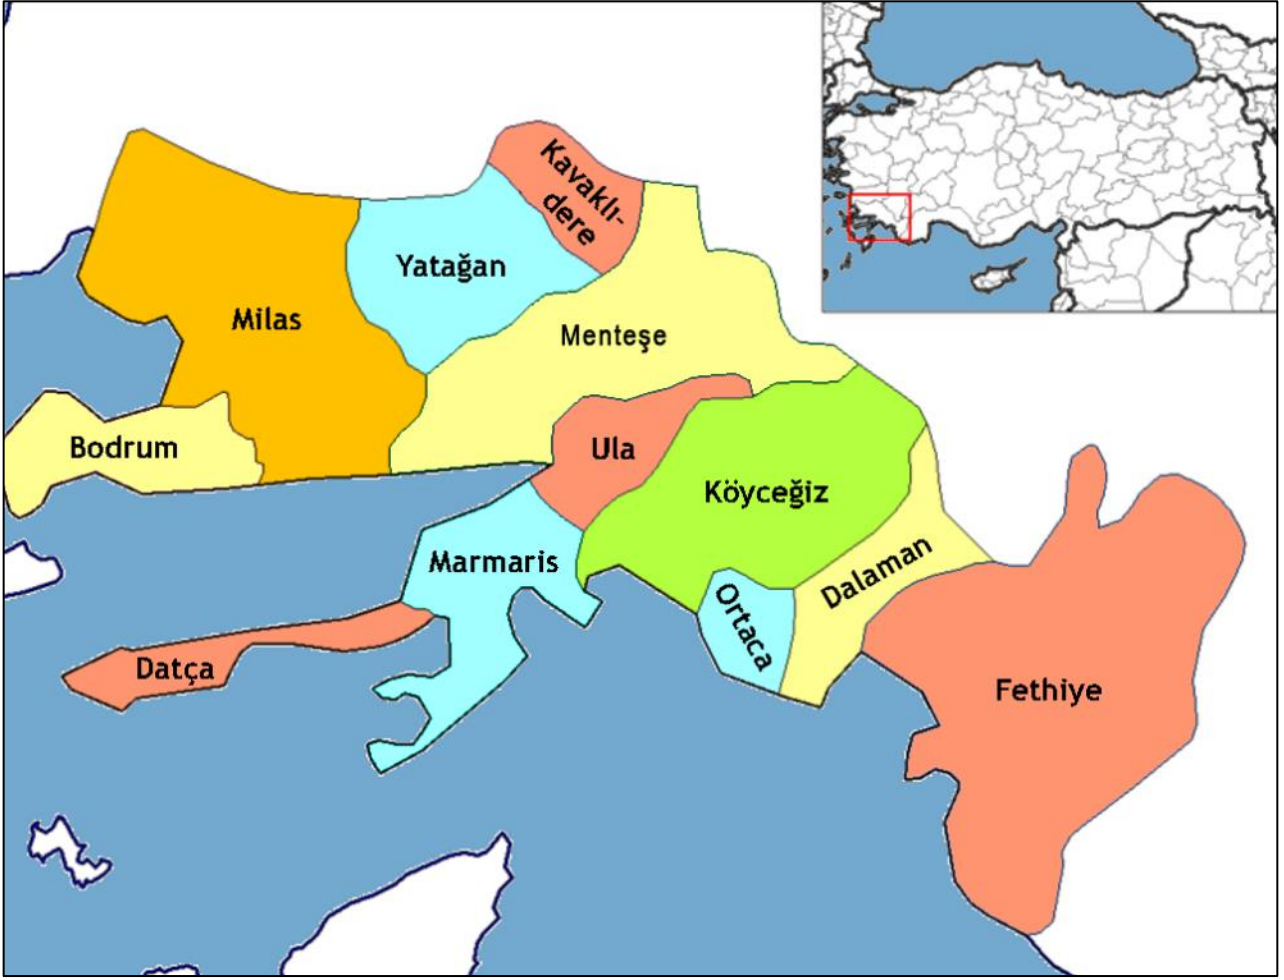 Kavaklı-
dere
Yatağan
Milas
Menteşe
Bodrum
Ula
Köyceğiz
Marmaris
Dalaman
Ortaca
Datça
Fethiye